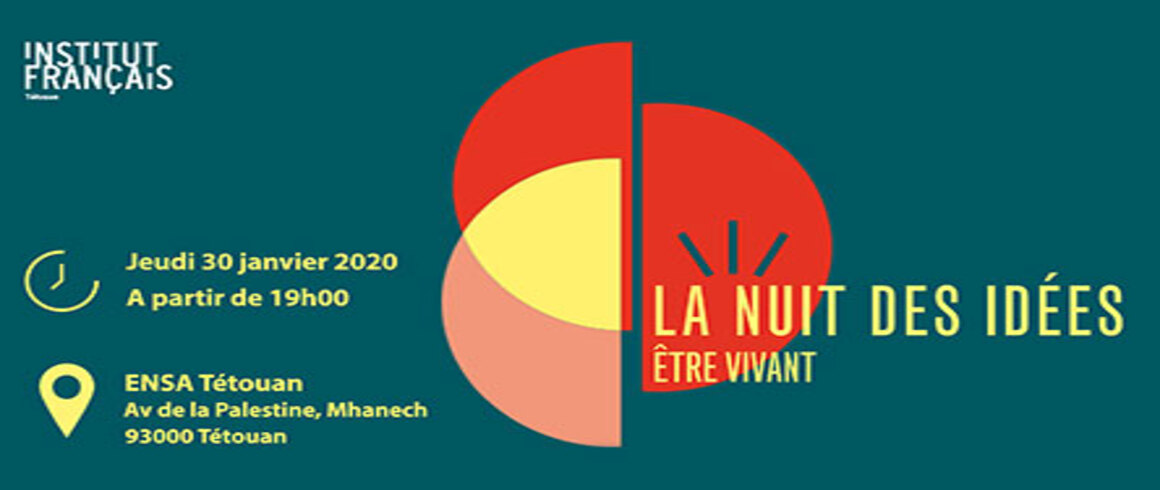 INSTITUT
FRANÇAIS
Tétouan
Jeudi 30 janvier 2020
A partir de 19h00
ENSA Tétouan
Av de la Palestine, Mhanech
93000 Tétouan
LA NUIT DES IDÉES
ÊTRE VIVANT